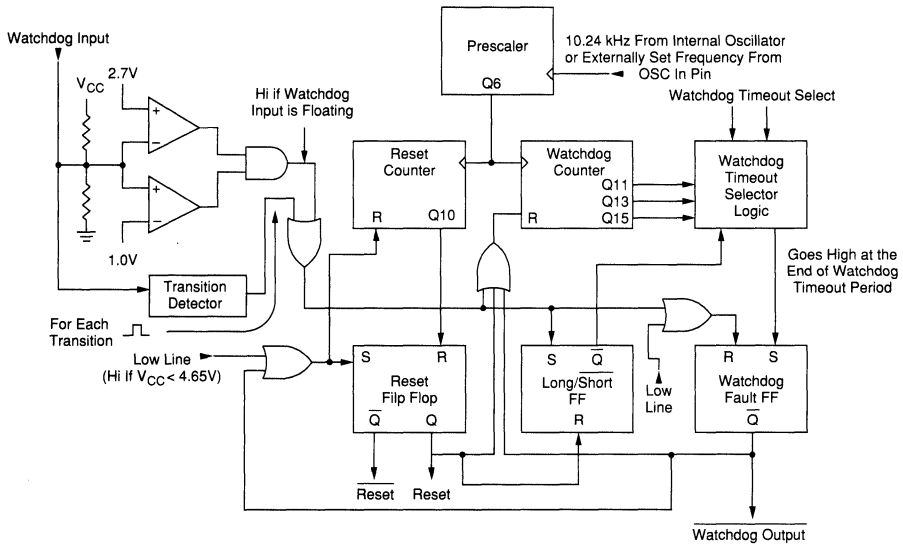 Watchdog Input
VCC
2.7V
1.0V
Hi if Watchdog
Input is Floating
Prescaler
Q6
10.24 kHz From Internal Oscillator
or Externally Set Frequency From
OSC In Pin
Watchdog Timeout Select
Reset
Counter
R
Q10
Watchdog
Counter
Q11
Q13
Q15
R
Watchdog
Timeout
Selector
Logic
Goes High at the
End of Watchdog
Timeout Period
Transition
Detector
For Each
Transition
Low Line
(Hi If VCC < 4.65V)
S
R
Reset
Filp Flop
Q
Q
Reset
Reset
S
Q
Long/Short
FF
R
Low
Line
R
S
Watchdog
Fault FF
Q
Watchdog Output